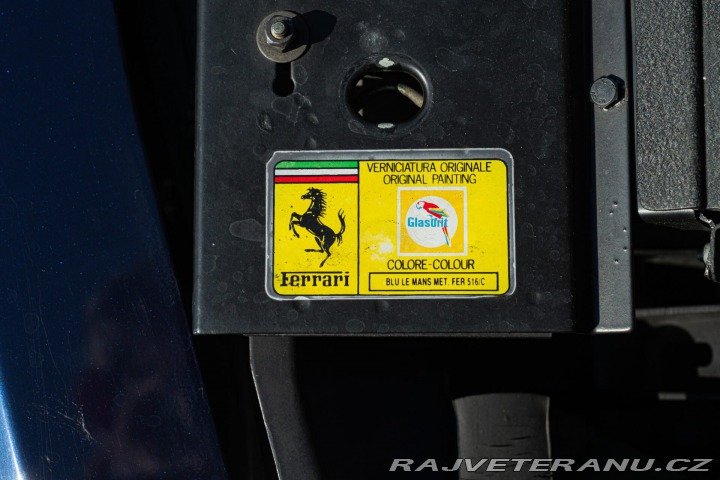 VERNICIATURA ORIGINALE
ORIGINAL PAINTING
Glasurit
COLORE-COLOUR
Ferrari
BLU LE MANS MET. FER 516/C
RAJVETERANU.CZ